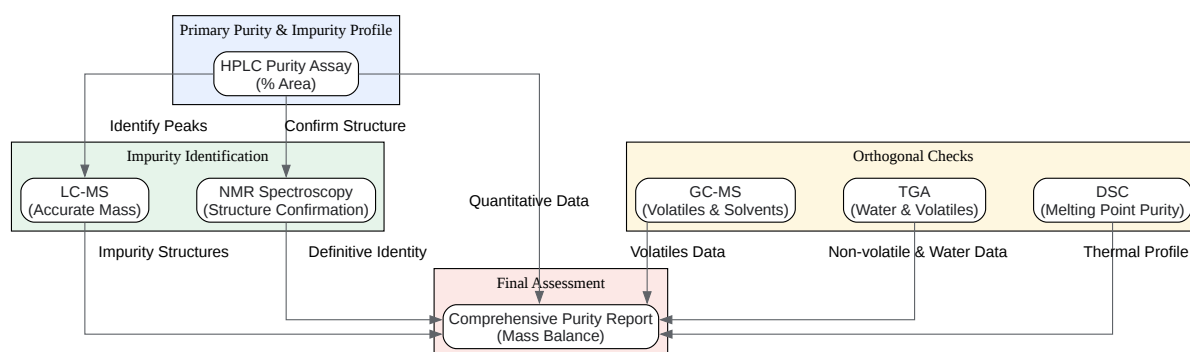 Primary Purity & Impurity Profile
HPLC Purity Assay
(% Area)
Identify Peaks
Confirm Structure
Impurity Identification
Orthogonal Checks
LC-MS
(Accurate Mass)
NMR Spectroscopy
(Structure Confirmation)
Quantitative Data
GC-MS
(Volatiles & Solvents)
TGA
(Water & Volatiles)
DSC
(Melting Point Purity)
Impurity Structures
Definitive Identity
Volatiles Data
Non-volatile & Water Data
Thermal Profile
Final Assessment
Comprehensive Purity Report
(Mass Balance)